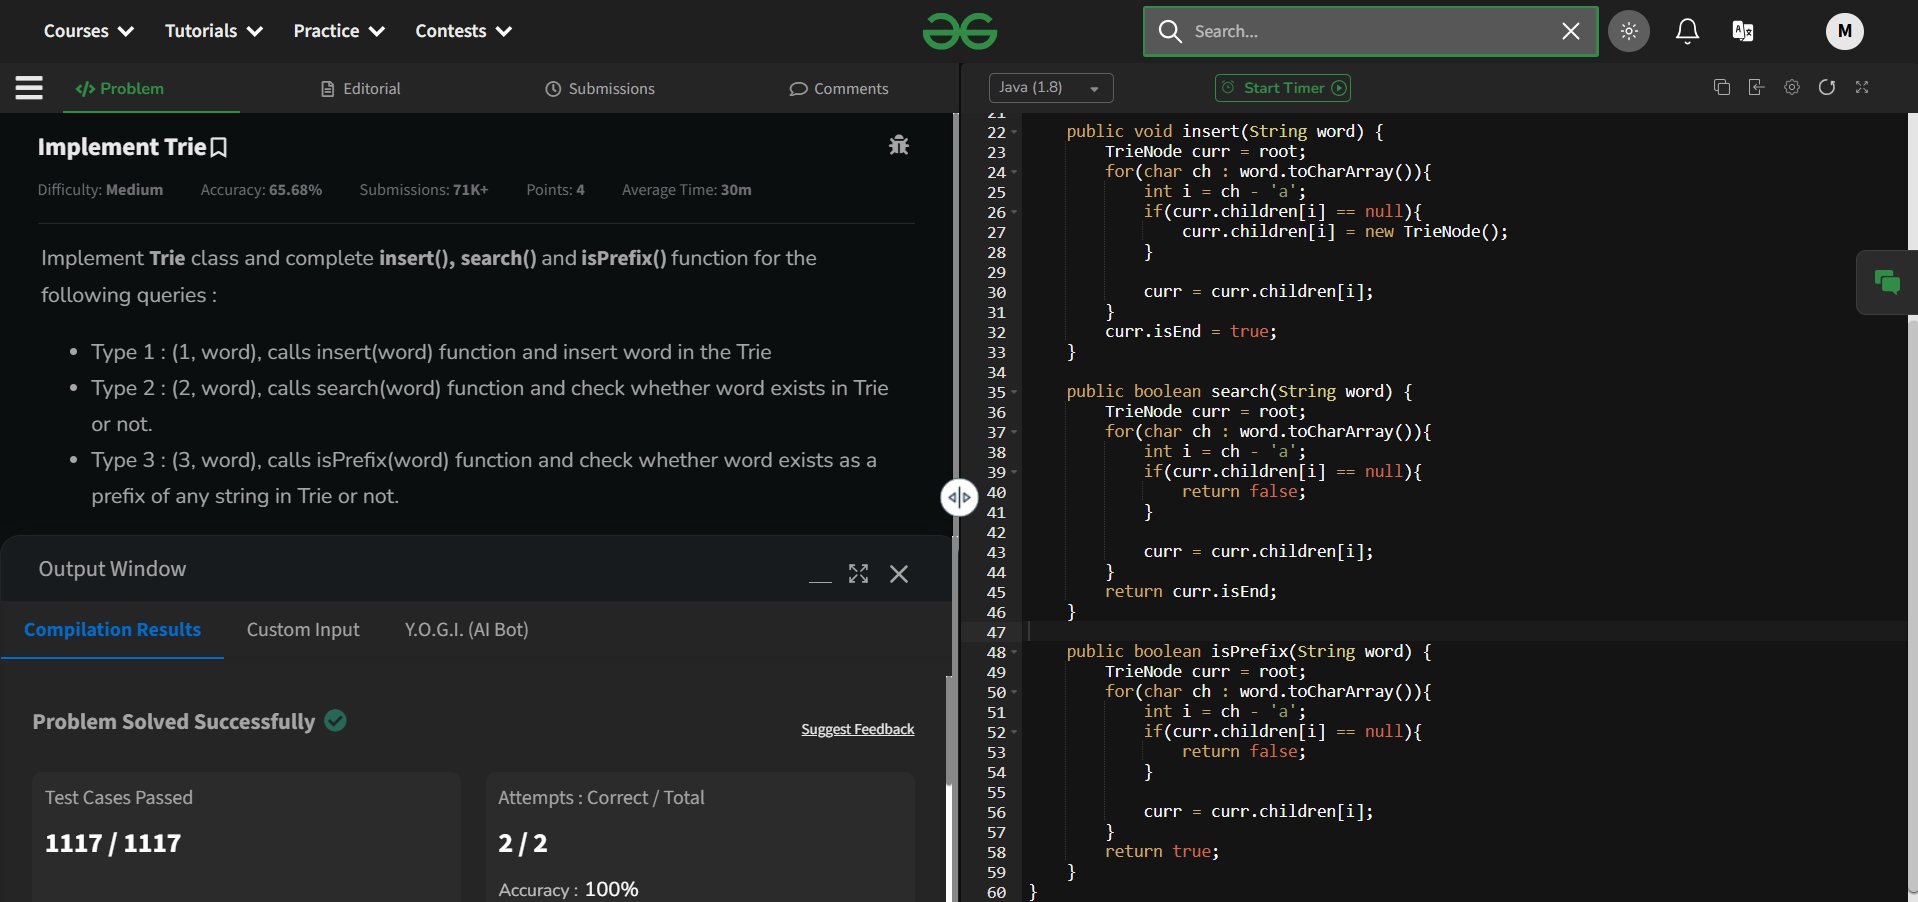 Courses Tutorials Practice Contests Search... M
Problem Editorial Submissions Comments
Implement Trie
Difficulty: Medium Accuracy: 65.68% Submissions: 71K+ Points: 4 Average Time: 30m
Implement Trie class and complete insert(), search() and isPrefix() function for the
following queries :
• Type 1 : (1, word), calls insert(word) function and insert word in the Trie
• Type 2 : (2, word), calls search(word) function and check whether word exists in Trie
or not.
• Type 3 : (3, word), calls isPrefix(word) function and check whether word exists as a
prefix of any string in Trie or not.
Output Window
Compilation Results Custom Input Y.O.G.I. (AI Bot)
Problem Solved Successfully
Suggest Feedback
Test Cases Passed
1117 / 1117
Attempts : Correct / Total
2 / 2
Accuracy : 100%
Java (1.8) Start Timer
21
22 public void insert(String word) {
23 TrieNode curr = root;
24 for(char ch : word.toCharArray()){
25 int i = ch - 'a';
26 if(curr.children[i] == null){
27 curr.children[i] = new TrieNode();
28 }
29
30 curr = curr.children[i];
31 }
32 curr.isEnd = true;
33 }
34
35 public boolean search(String word) {
36 TrieNode curr = root;
37 for(char ch : word.toCharArray()){
38 int i = ch - 'a';
39 if(curr.children[i] == null){
40 return false;
41 }
42
43 curr = curr.children[i];
44 }
45 return curr.isEnd;
46 }
47
48 public boolean isPrefix(String word) {
49 TrieNode curr = root;
50 for(char ch : word.toCharArray()){
51 int i = ch - 'a';
52 if(curr.children[i] == null){
53 return false;
54 }
55
56 curr = curr.children[i];
57 }
58 return true;
59 }
60 }